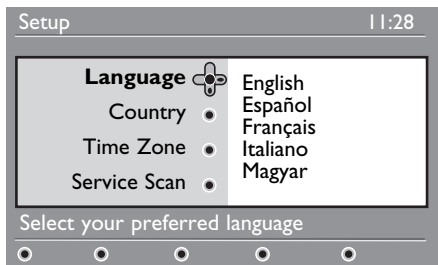 Setup 11:28
Language
Country
Time Zone
Service Scan
English
Español
Français
Italiano
Magyar
Select your preferred language